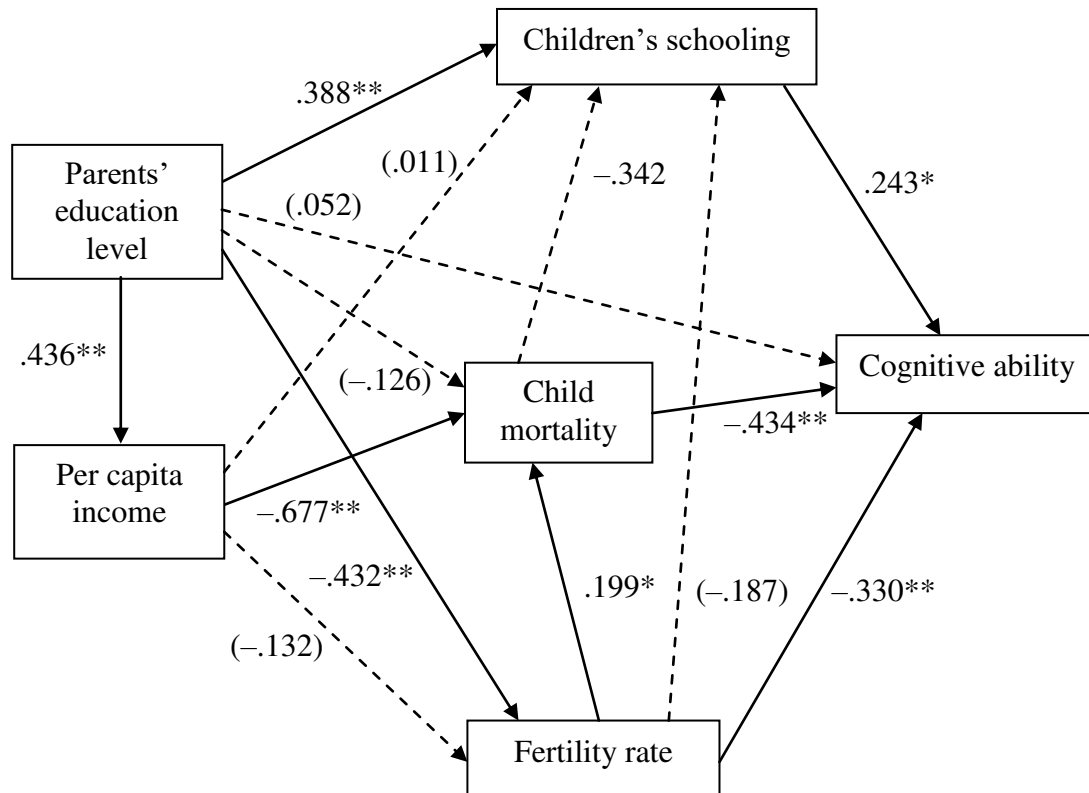 Children’s schooling
.388**
(.011)
–.342
.243*
Parents’
education
level
(.052)
.436**
(–.126)
Child
mortality
Cognitive ability
–.434**
Per capita
income
–.677**
–.432**
.199*
(–.187)
–.330**
(–.132)
Fertility rate